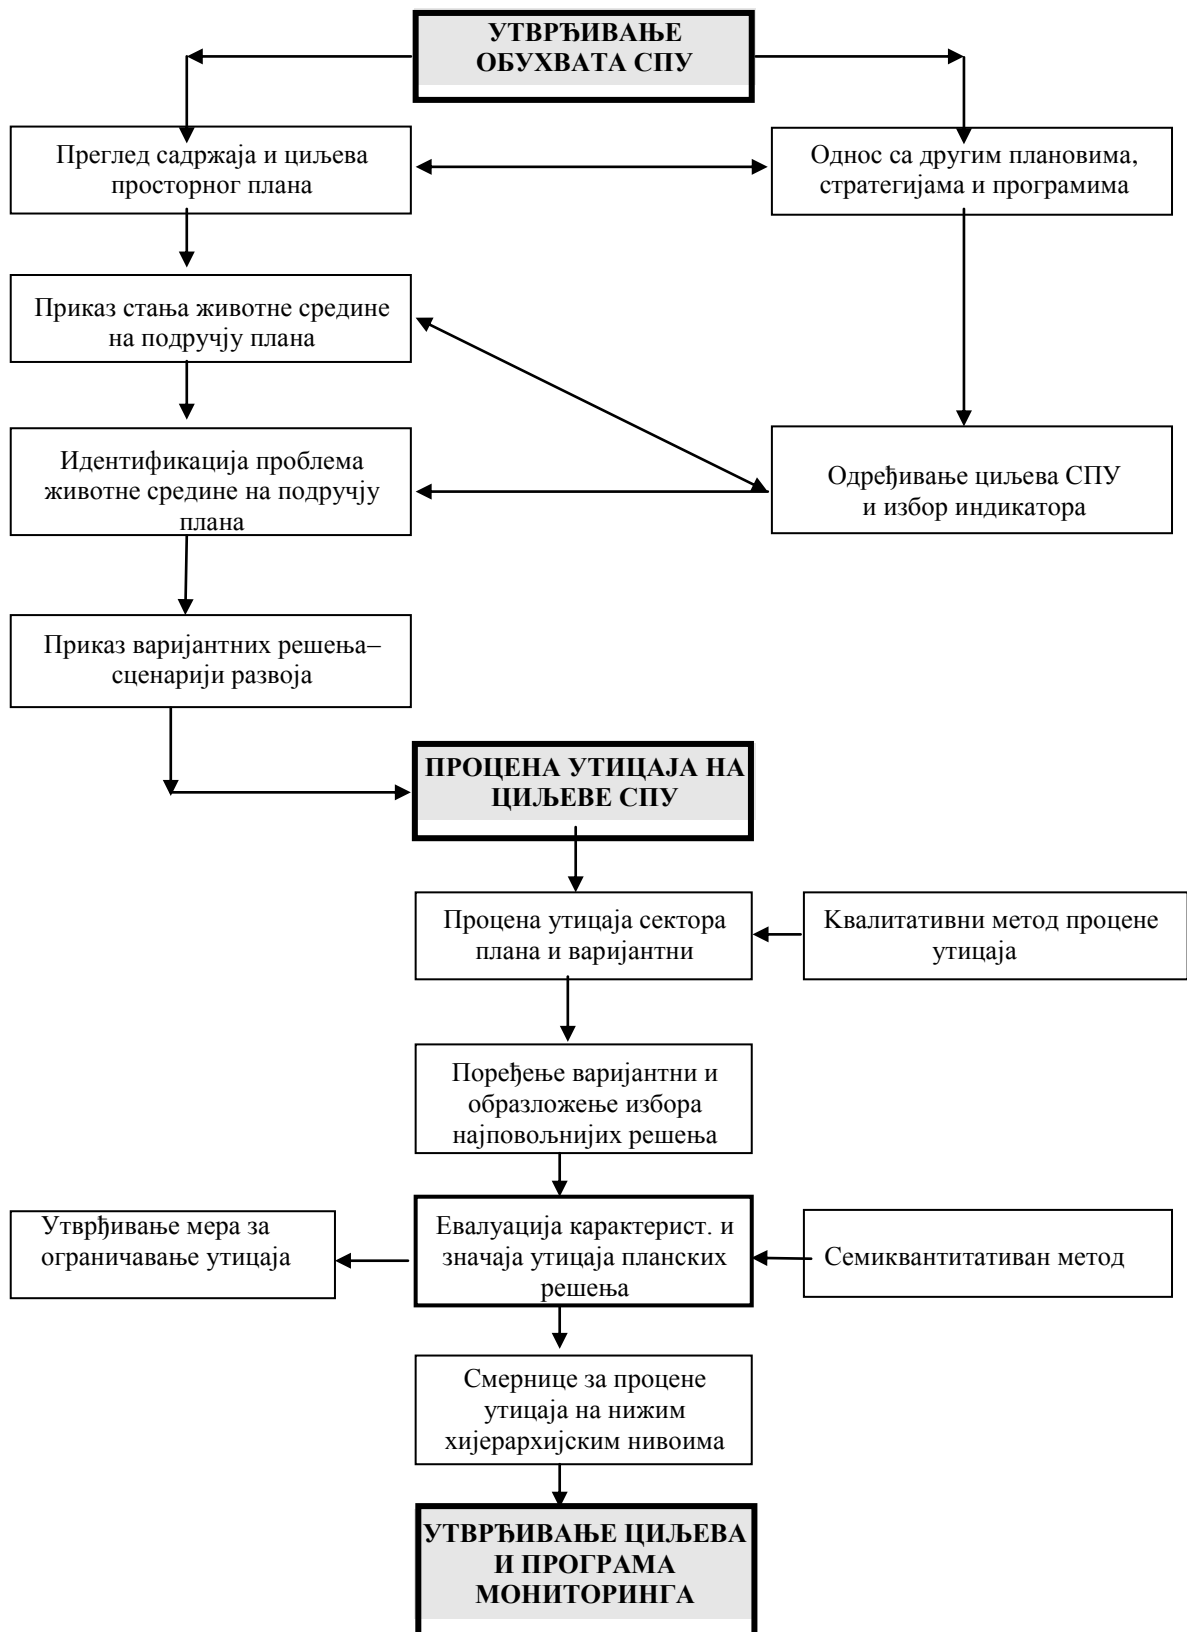 УТВРЂИВАЊЕ
ОБУХВАТА СПУ
Преглед садржаја и циљева
просторног плана
Однос са другим плановима,
стратегијама и програмима
Приказ стања животне средине
на подручју плана
Идентификација проблема
животне средине на подручју
плана
Одређивање циљева СПУ
и избор индикатора
Приказ варијантних решења–
сценарији развоја
ПРОЦЕНА УТИЦАЈА НА
ЦИЉЕВЕ СПУ
Процена утицаја сектора
плана и варијантни
Квалитативни метод процене
утицаја
Поређење варијантни и
образложење избора
најповољнијих решења
Утврђивање мера за
ограничавање утицаја
Евалуација карактерист. и
значаја утицаја планских
решења
Семиквантитативан метод
Смернице за процене
утицаја на нижим
хијерархијским нивоима
УТВРЂИВАЊЕ ЦИЉЕВА
И ПРОГРАМА
МОНИТОРИНГА